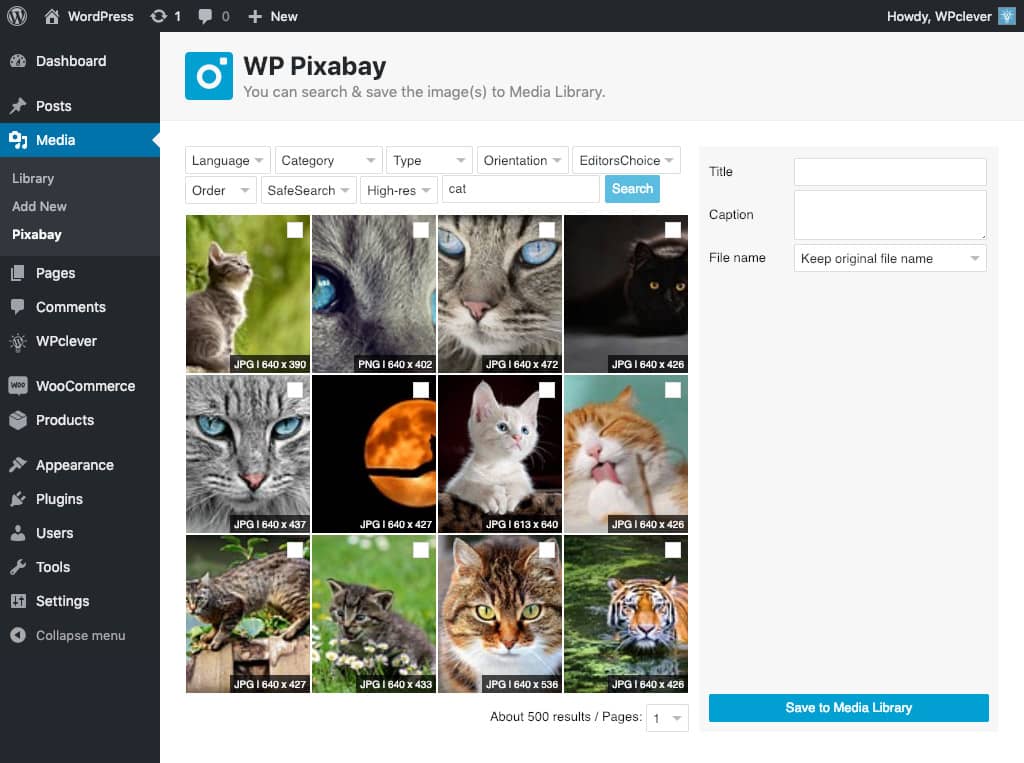 WordPress 1 0 New Howdy, WPclever
Dashboard
Posts
Media
Library
Add New
Pixabay
Pages
Comments
WPclever
WooCommerce
Products
Appearance
Plugins
Users
Tools
Settings
Collapse menu
WP Pixabay
You can search & save the image(s) to Media Library.
Language Category Type Orientation EditorsChoice
Order SafeSearch High-res cat Search
JPG | 640 x 390 PNG | 640 x 402 JPG | 640 x 472 JPG | 640 x 426
JPG | 640 x 437 JPG | 640 x 427 JPG | 613 x 640 JPG | 640 x 426
JPG | 640 x 427 JPG | 640 x 433 JPG | 640 x 536 JPG | 640 x 426
About 500 results / Pages: 1
Title
Caption
File name Keep original file name
Save to Media Library